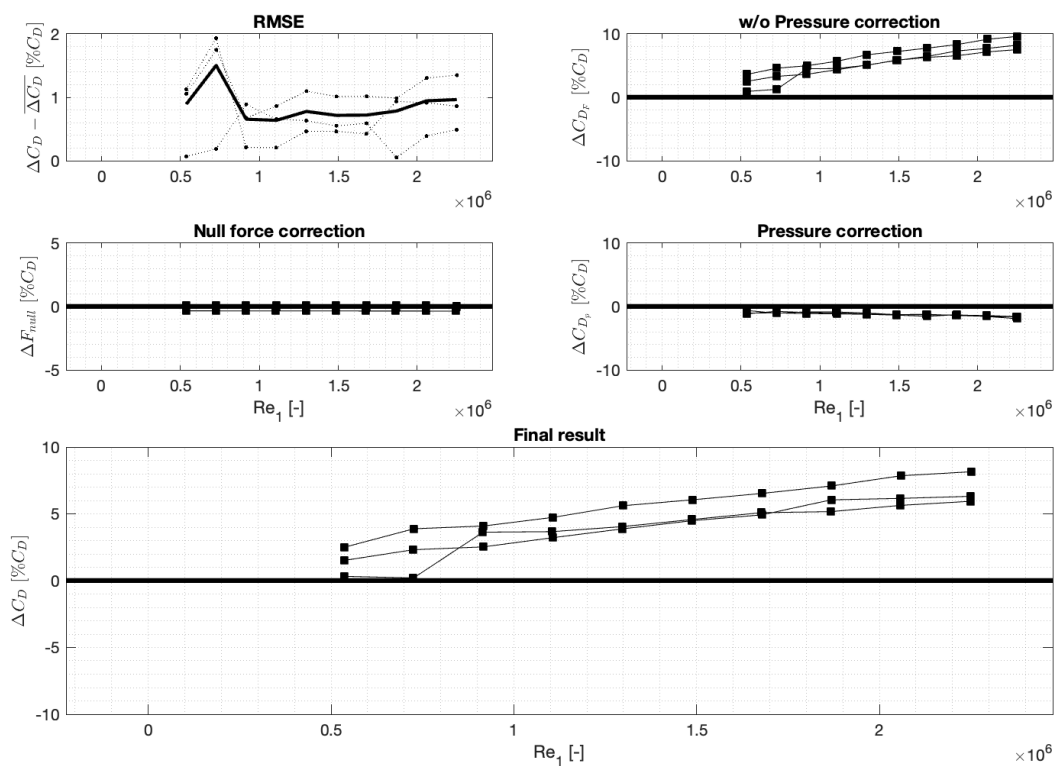 RMSE
ΔC_D − \overline{ΔC_D} [%C_D]
2
1
0
0 0.5 1 1.5 2
×10^6
w/o Pressure correction
ΔC_{D_F} [%C_D]
10
0
-10
0 0.5 1 1.5 2
×10^6
Null force correction
ΔF_{null} [%C_D]
5
0
-5
0 0.5 1 1.5 2
Re_1 [-]
×10^6
Pressure correction
ΔC_{D_p} [%C_D]
10
0
-10
0 0.5 1 1.5 2
Re_1 [-]
×10^6
Final result
ΔC_D [%C_D]
10
5
0
-5
-10
0 0.5 1 1.5 2
Re_1 [-]
×10^6